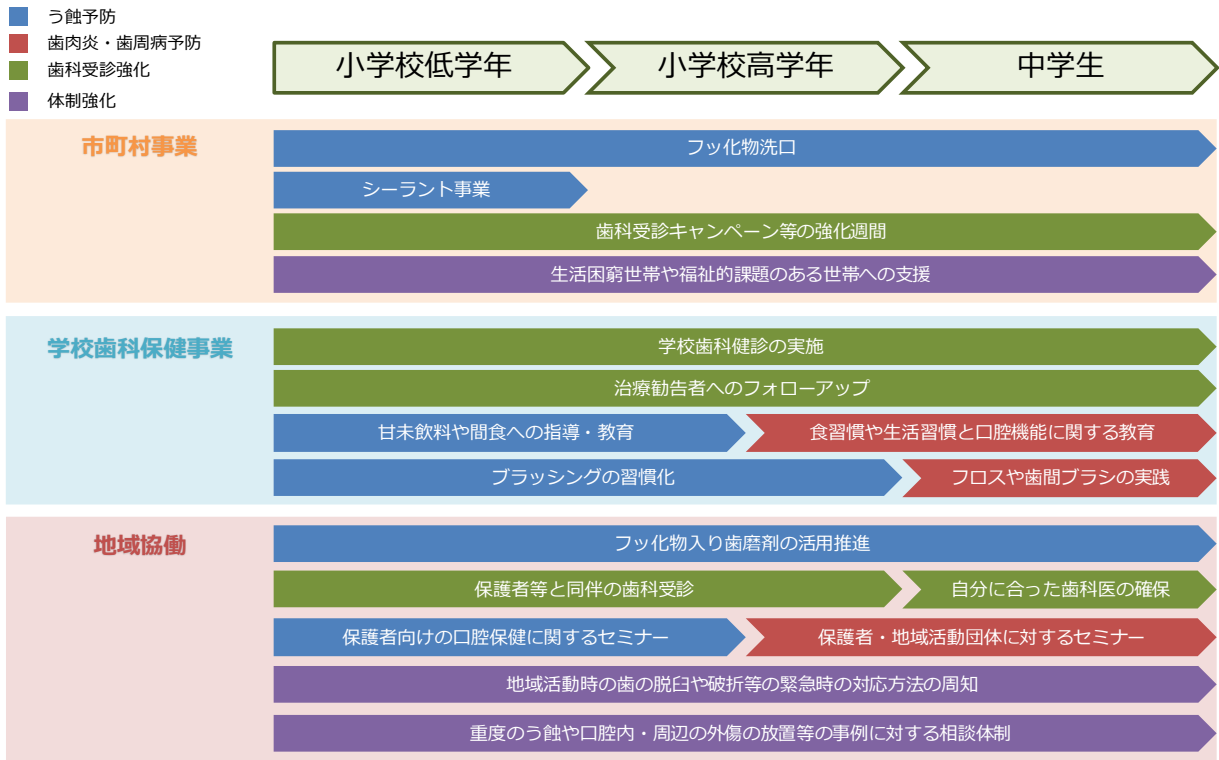 う蝕予防
歯肉炎・歯周病予防
歯科受診強化
体制強化
小学校低学年
小学校高学年
中学生
市町村事業
フッ化物洗口
シーラント事業
歯科受診キャンペーン等の強化週間
生活困窮世帯や福祉的課題のある世帯への支援
学校歯科保健事業
学校歯科健診の実施
治療勧告者へのフォローアップ
甘未飲料や間食への指導・教育
食習慣や生活習慣と口腔機能に関する教育
ブラッシングの習慣化
フロスや歯間ブラシの実践
地域協働
フッ化物入り歯磨剤の活用推進
保護者等と同伴の歯科受診
自分に合った歯科医の確保
保護者向けの口腔保健に関するセミナー
保護者・地域活動団体に対するセミナー
地域活動時の歯の脱臼や破折等の緊急時の対応方法の周知
重度のう蝕や口腔内・周辺の外傷の放置等の事例に対する相談体制